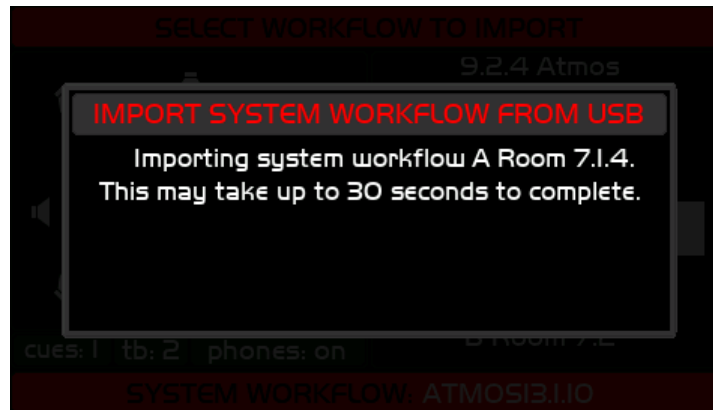 SELECT WORKFLOW TO IMPORT
9.2.4 Atmos
IMPORT SYSTEM WORKFLOW FROM USB
Importing system workflow A Room 7.1.4.
This may take up to 30 seconds to complete.
B Room 7.2
cues: 1 tb: 2 phones: on
SYSTEM WORKFLOW: ATMOS13.1.10